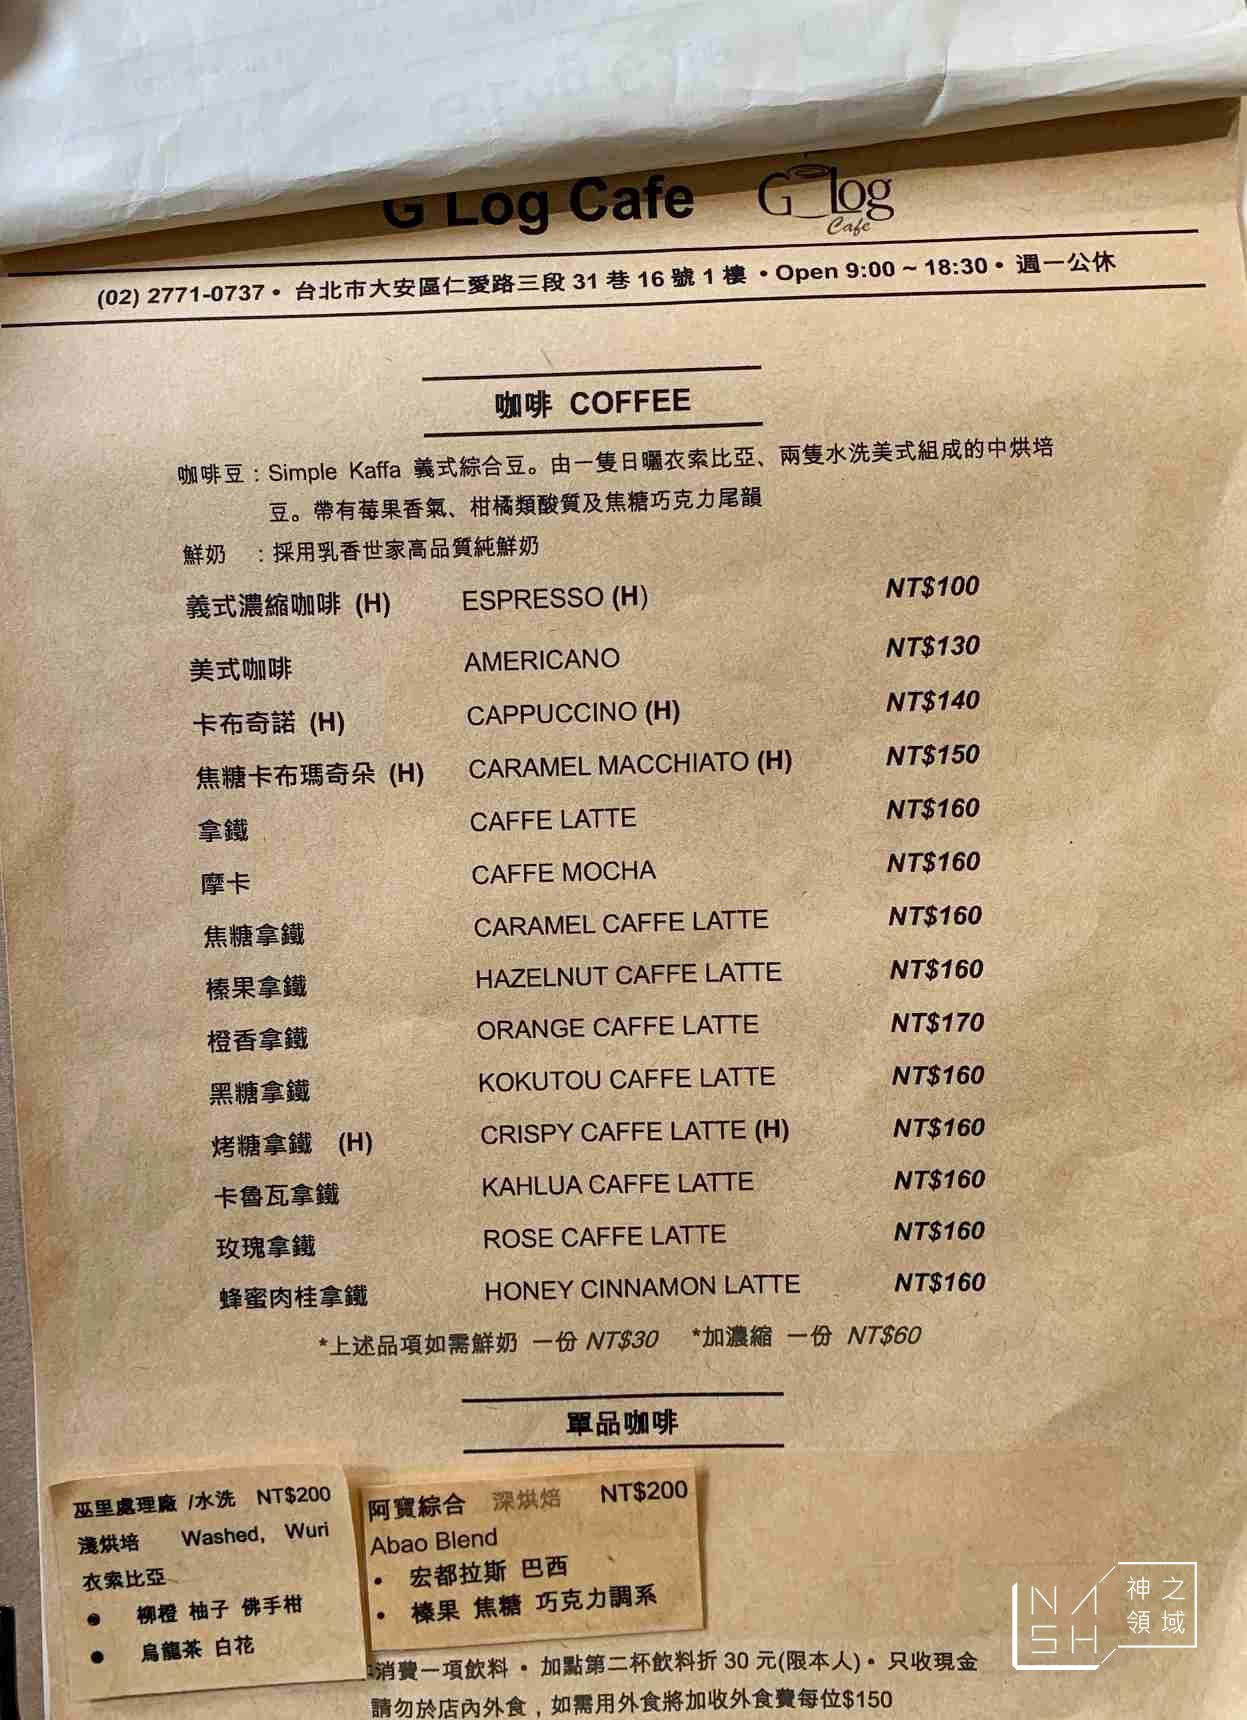 G Log Cafe G Log Cafe
(02) 2771-0737 • 台北市大安區仁愛路三段 31 巷 16 號 1 樓 • Open 9:00 ~ 18:30 • 週一公休
咖啡 COFFEE
咖啡豆：Simple Kaffa 義式綜合豆。由一隻日曬衣索比亞、兩隻水洗美式組成的中烘培
豆。帶有莓果香氣、柑橘類酸質及焦糖巧克力尾韻
鮮奶 ：採用乳香世家高品質純鮮奶
義式濃縮咖啡 (H) ESPRESSO (H) NT$100
美式咖啡 AMERICANO NT$130
卡布奇諾 (H) CAPPUCCINO (H) NT$140
焦糖卡布瑪奇朵 (H) CARAMEL MACCHIATO (H) NT$150
拿鐵 CAFFE LATTE NT$160
摩卡 CAFFE MOCHA NT$160
焦糖拿鐵 CARAMEL CAFFE LATTE NT$160
榛果拿鐵 HAZELNUT CAFFE LATTE NT$160
橙香拿鐵 ORANGE CAFFE LATTE NT$170
黑糖拿鐵 KOKUTOU CAFFE LATTE NT$160
烤糖拿鐵 (H) CRISPY CAFFE LATTE (H) NT$160
卡魯瓦拿鐵 KAHLUA CAFFE LATTE NT$160
玫瑰拿鐵 ROSE CAFFE LATTE NT$160
蜂蜜肉桂拿鐵 HONEY CINNAMON LATTE NT$160
*上述品項如需鮮奶 一份 NT$30 *加濃縮 一份 NT$60
單品咖啡
巫里處理廠 /水洗 NT$200
淺烘培 Washed, Wuri
衣索比亞
• 柳橙 柚子 佛手柑
• 烏龍茶 白花
阿寶綜合 深烘焙 NT$200
Abao Blend
• 宏都拉斯 巴西
• 榛果 焦糖 巧克力調系
消費一項飲料 • 加點第二杯飲料折 30 元(限本人) • 只收現金
請勿於店內外食，如需用外食將加收外食費每位$150
NASH 神之領域